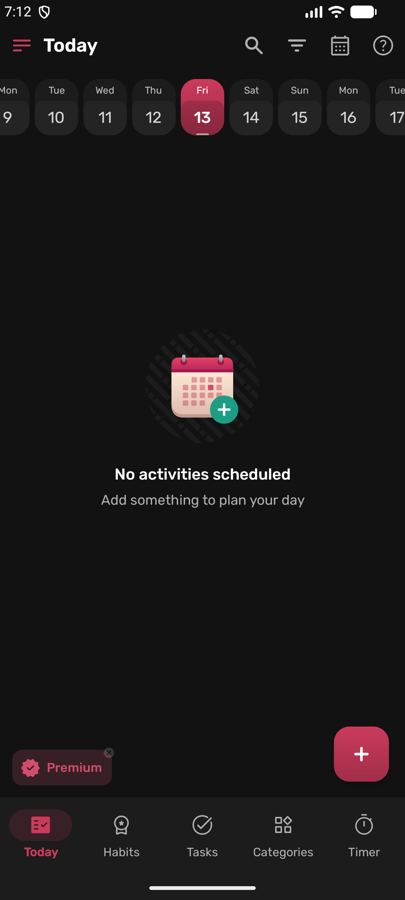 7:12
Today
Mon Tue Wed Thu Fri Sat Sun Mon Tue
9 10 11 12 13 14 15 16 17
No activities scheduled
Add something to plan your day
Premium
Today Habits Tasks Categories Timer